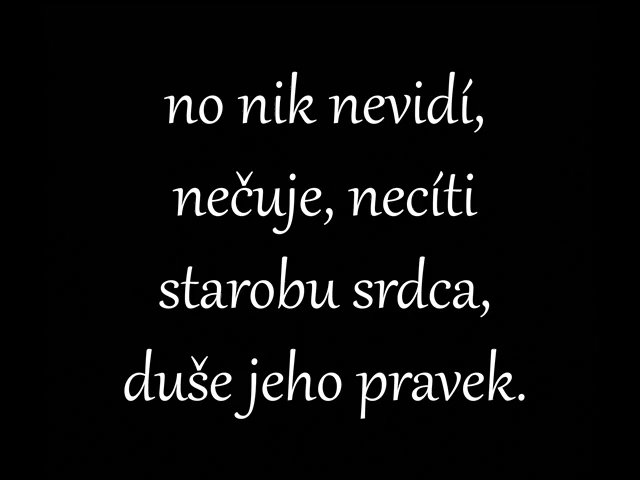 no nik nevidí,
nečuje, necíti
starobu srdca,
duše jeho pravek.